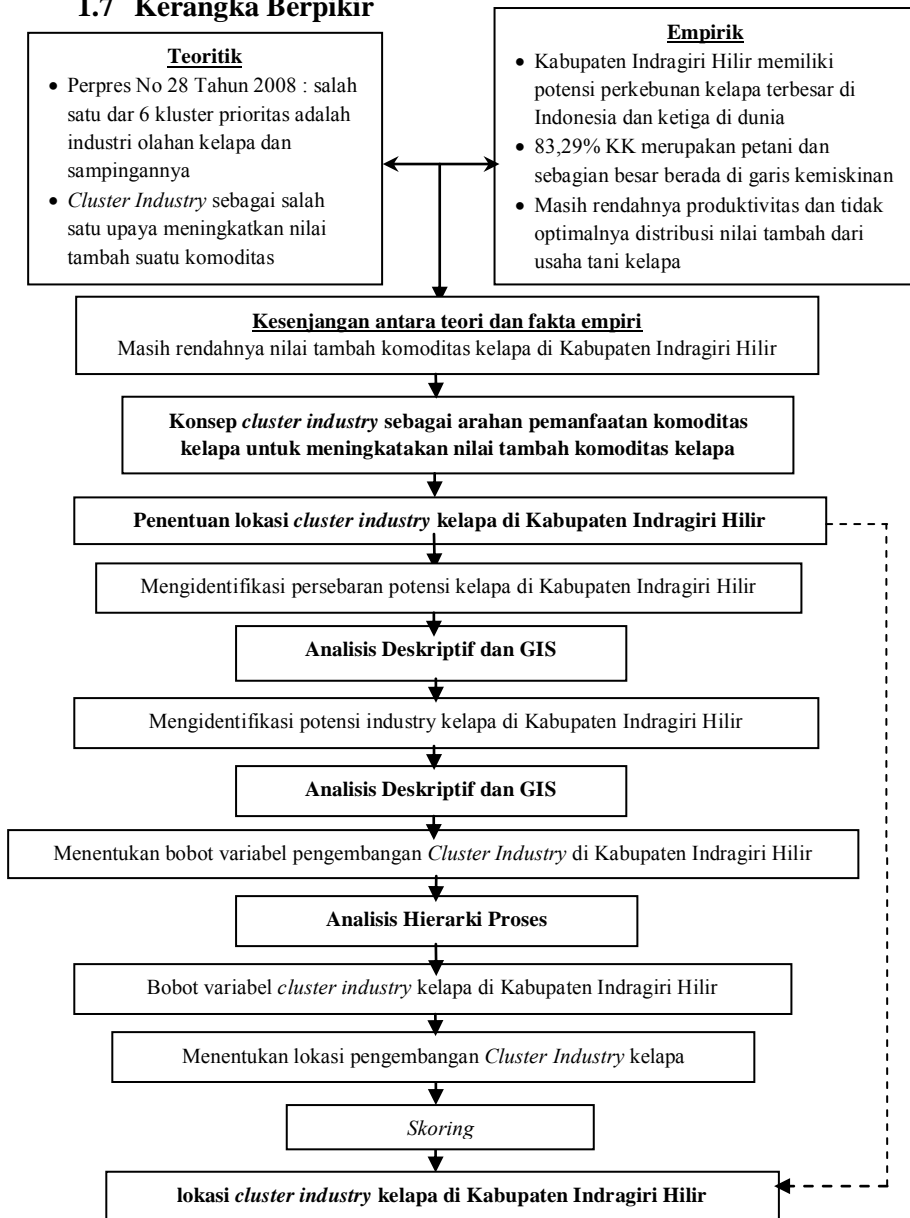 1.7 Kerangka Berpikir
Teoritik
• Perpres No 28 Tahun 2008 : salah
satu dar 6 kluster prioritas adalah
industri olahan kelapa dan
sampingannya
• Cluster Industry sebagai salah
satu upaya meningkatkan nilai
tambah suatu komoditas
Empirik
• Kabupaten Indragiri Hilir memiliki
potensi perkebunan kelapa terbesar di
Indonesia dan ketiga di dunia
• 83,29% KK merupakan petani dan
sebagian besar berada di garis kemiskinan
• Masih rendahnya produktivitas dan tidak
optimalnya distribusi nilai tambah dari
usaha tani kelapa
Kesenjangan antara teori dan fakta empiri
Masih rendahnya nilai tambah komoditas kelapa di Kabupaten Indragiri Hilir
Konsep cluster industry sebagai arahan pemanfaatan komoditas
kelapa untuk meningkatakan nilai tambah komoditas kelapa
Penentuan lokasi cluster industry kelapa di Kabupaten Indragiri Hilir
Mengidentifikasi persebaran potensi kelapa di Kabupaten Indragiri Hilir
Analisis Deskriptif dan GIS
Mengidentifikasi potensi industry kelapa di Kabupaten Indragiri Hilir
Analisis Deskriptif dan GIS
Menentukan bobot variabel pengembangan Cluster Industry di Kabupaten Indragiri Hilir
Analisis Hierarki Proses
Bobot variabel cluster industry kelapa di Kabupaten Indragiri Hilir
Menentukan lokasi pengembangan Cluster Industry kelapa
Skoring
lokasi cluster industry kelapa di Kabupaten Indragiri Hilir